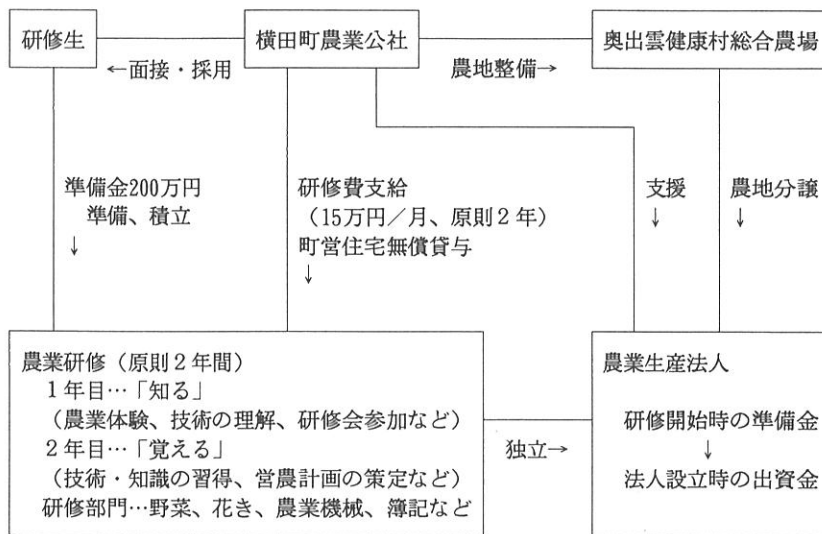 研修生
横田町農業公社
奥出雲健康村総合農場
←面接・採用
農地整備→
準備金200万円
準備、積立
↓
研修費支給
（15万円／月、原則２年）
町営住宅無償貸与
↓
支援
↓
農地分譲
↓
農業研修（原則２年間）
１年目…「知る」
（農業体験、技術の理解、研修会参加など）
２年目…「覚える」
（技術・知識の習得、営農計画の策定など）
研修部門…野菜、花き、農業機械、簿記など
独立→
農業生産法人
研修開始時の準備金
↓
法人設立時の出資金